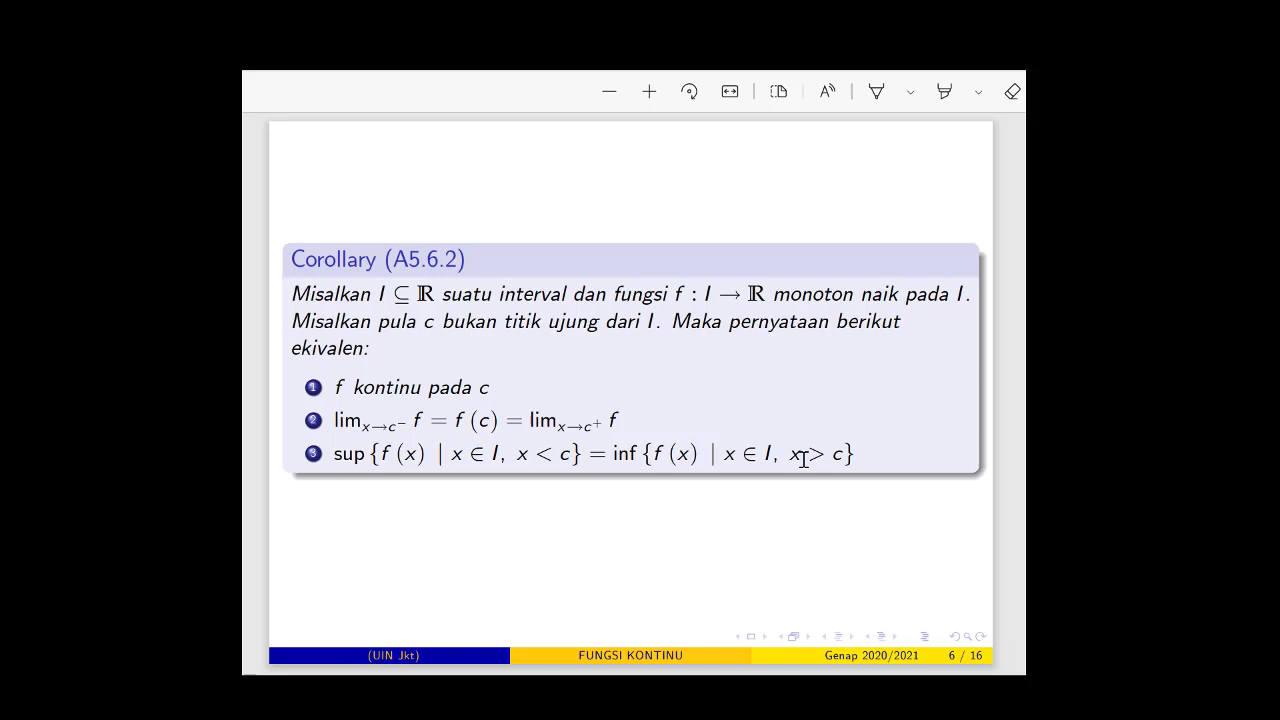 Corollary (A5.6.2)
Misalkan I ⊆ ℝ suatu interval dan fungsi f : I → ℝ monoton naik pada I.
Misalkan pula c bukan titik ujung dari I. Maka pernyataan berikut
ekivalen:
1 f kontinu pada c
2 lim_{x→c⁻} f = f (c) = lim_{x→c⁺} f
3 sup {f (x) | x ∈ I, x < c} = inf {f (x) | x ∈ I, x > c}
(UIN Jkt) FUNGSI KONTINU Genap 2020/2021 6 / 16